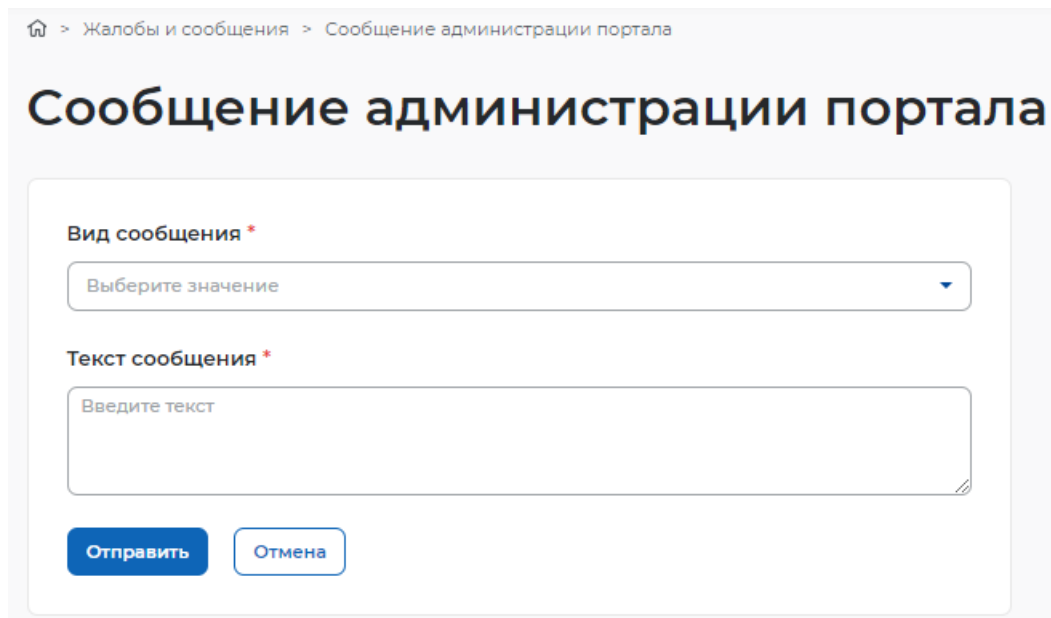 > Жалобы и сообщения > Сообщение администрации портала
Сообщение администрации портала
Вид сообщения *
Выберите значение
Текст сообщения *
Введите текст
Отправить Отмена